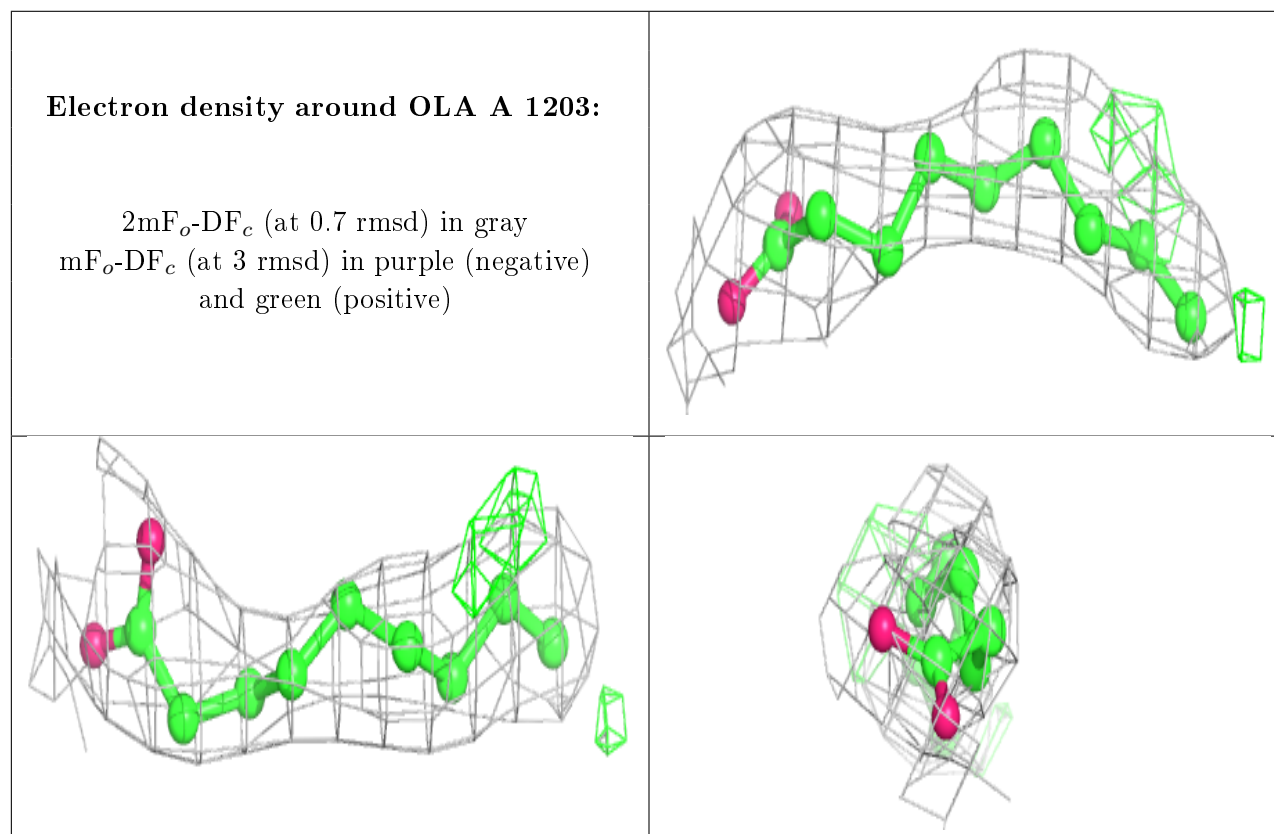 Electron density around OLA A 1203:
2mFo-DFc (at 0.7 rmsd) in gray
mFo-DFc (at 3 rmsd) in purple (negative)
and green (positive)